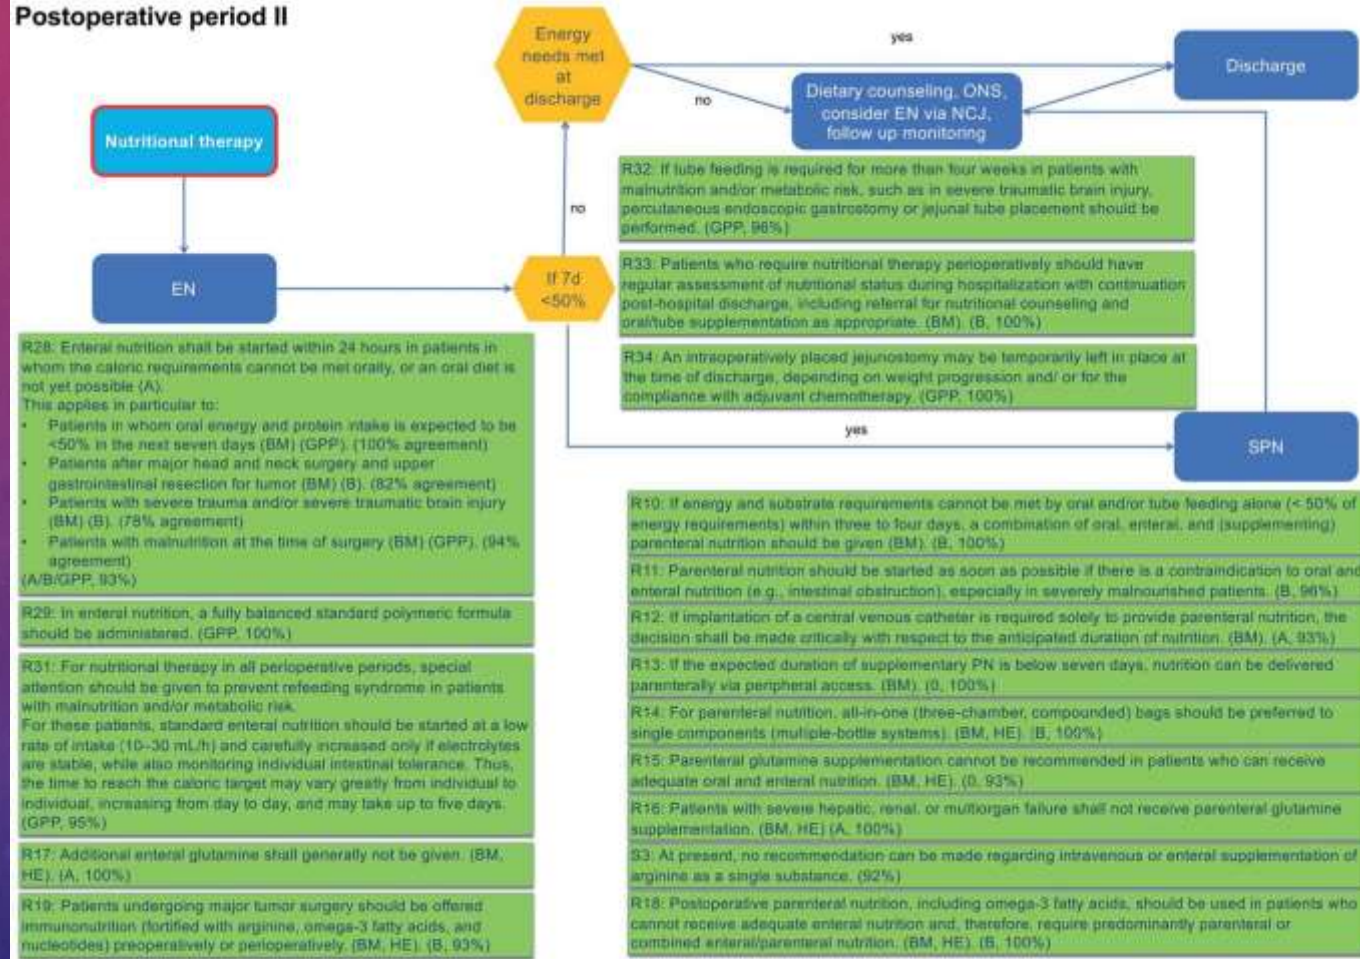 Postoperative period II
Nutritional therapy
EN
If 7d
<50%
no
yes
Energy
needs met
at
discharge
yes
no
Dietary counseling, ONS,
consider EN via NCJ,
follow up monitoring
Discharge
SPN
R28: Enteral nutrition shall be started within 24 hours in patients in
whom the caloric requirements cannot be met orally, or an oral diet is
not yet possible (A).
This applies in particular to:
• Patients in whom oral energy and protein intake is expected to be
<50% in the next seven days (BM) (GPP). (100% agreement)
• Patients after major head and neck surgery and upper
gastrointestinal resection for tumor (BM) (B). (82% agreement)
• Patients with severe trauma and/or severe traumatic brain injury
(BM) (B). (78% agreement)
• Patients with malnutrition at the time of surgery (BM) (GPP). (94%
agreement)
(A/B/GPP, 93%)
R29: In enteral nutrition, a fully balanced standard polymeric formula
should be administered. (GPP, 100%)
R31: For nutritional therapy in all perioperative periods, special
attention should be given to prevent refeeding syndrome in patients
with malnutrition and/or metabolic risk.
For these patients, standard enteral nutrition should be started at a low
rate of intake (10–30 mL/h) and carefully increased only if electrolytes
are stable, while also monitoring individual intestinal tolerance. Thus,
the time to reach the caloric target may vary greatly from individual to
individual, increasing from day to day, and may take up to five days.
(GPP, 95%)
R17: Additional enteral glutamine shall generally not be given. (BM,
HE). (A, 100%)
R19: Patients undergoing major tumor surgery should be offered
immunonutrition (fortified with arginine, omega-3 fatty acids, and
nucleotides) preoperatively or perioperatively. (BM, HE). (B, 93%)
R32: If tube feeding is required for more than four weeks in patients with
malnutrition and/or metabolic risk, such as in severe traumatic brain injury,
percutaneous endoscopic gastrostomy or jejunal tube placement should be
performed. (GPP, 96%)
R33: Patients who require nutritional therapy perioperatively should have
regular assessment of nutritional status during hospitalization with continuation
post-hospital discharge, including referral for nutritional counseling and
oral/tube supplementation as appropriate. (BM). (B, 100%)
R34: An intraoperatively placed jejunostomy may be temporarily left in place at
the time of discharge, depending on weight progression and/ or for the
compliance with adjuvant chemotherapy. (GPP, 100%)
R10: If energy and substrate requirements cannot be met by oral and/or tube feeding alone (< 50% of
energy requirements) within three to four days, a combination of oral, enteral, and (supplementing)
parenteral nutrition should be given (BM). (B, 100%)
R11: Parenteral nutrition should be started as soon as possible if there is a contraindication to oral and
enteral nutrition (e.g., intestinal obstruction), especially in severely malnourished patients. (B, 96%)
R12: If implantation of a central venous catheter is required solely to provide parenteral nutrition, the
decision shall be made critically with respect to the anticipated duration of nutrition. (BM). (A, 93%)
R13: If the expected duration of supplementary PN is below seven days, nutrition can be delivered
parenterally via peripheral access. (BM). (0, 100%)
R14: For parenteral nutrition, all-in-one (three-chamber, compounded) bags should be preferred to
single components (multiple-bottle systems). (BM, HE). (B, 100%)
R15: Parenteral glutamine supplementation cannot be recommended in patients who can receive
adequate oral and enteral nutrition. (BM, HE). (0, 93%)
R16: Patients with severe hepatic, renal, or multiorgan failure shall not receive parenteral glutamine
supplementation. (BM, HE) (A, 100%)
S3: At present, no recommendation can be made regarding intravenous or enteral supplementation of
arginine as a single substance. (92%)
R18: Postoperative parenteral nutrition, including omega-3 fatty acids, should be used in patients who
cannot receive adequate enteral nutrition and, therefore, require predominantly parenteral or
combined enteral/parenteral nutrition. (BM, HE). (B, 100%)